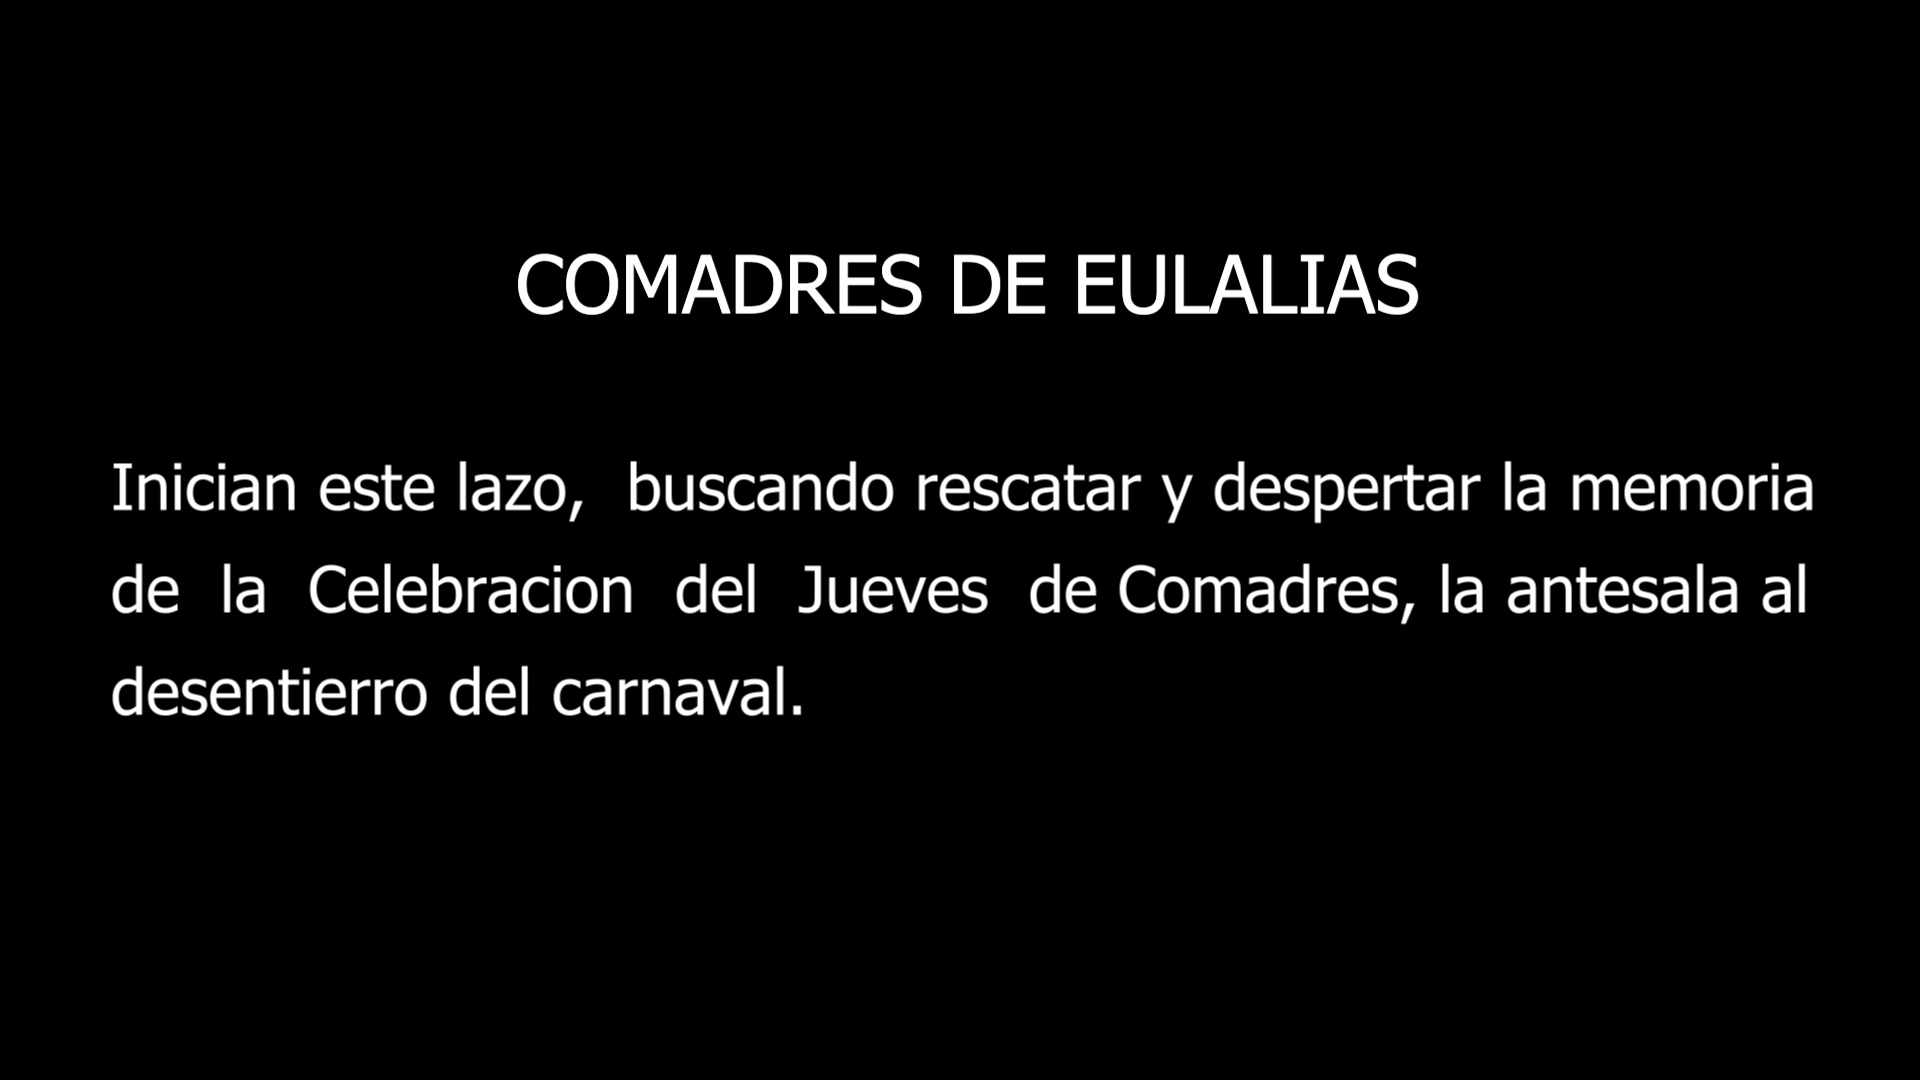 COMADRES DE EULALIAS
Inician este lazo,  buscando rescatar y despertar la memoria
de  la  Celebracion  del  Jueves  de Comadres, la antesala al
desentierro del carnaval.